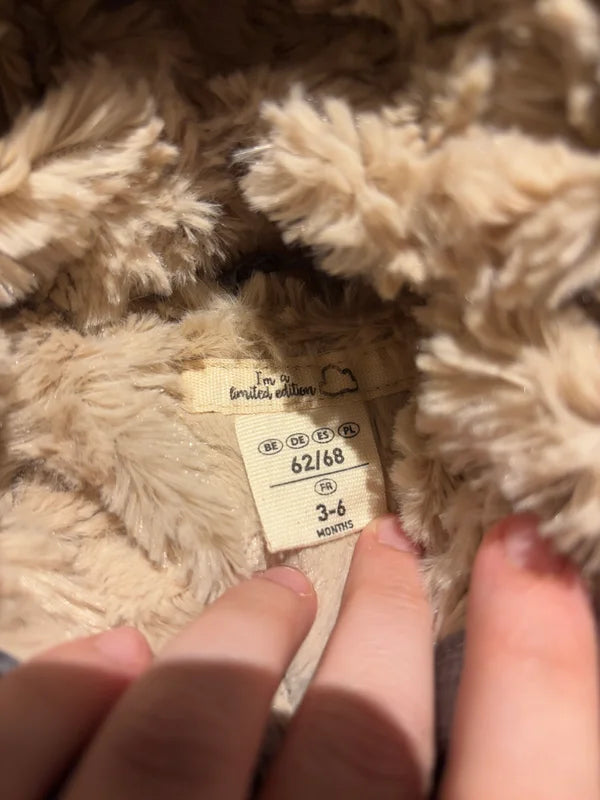 I'm a
limited edition
BE DE ES PL
62/68
FR
3-6
MONTHS